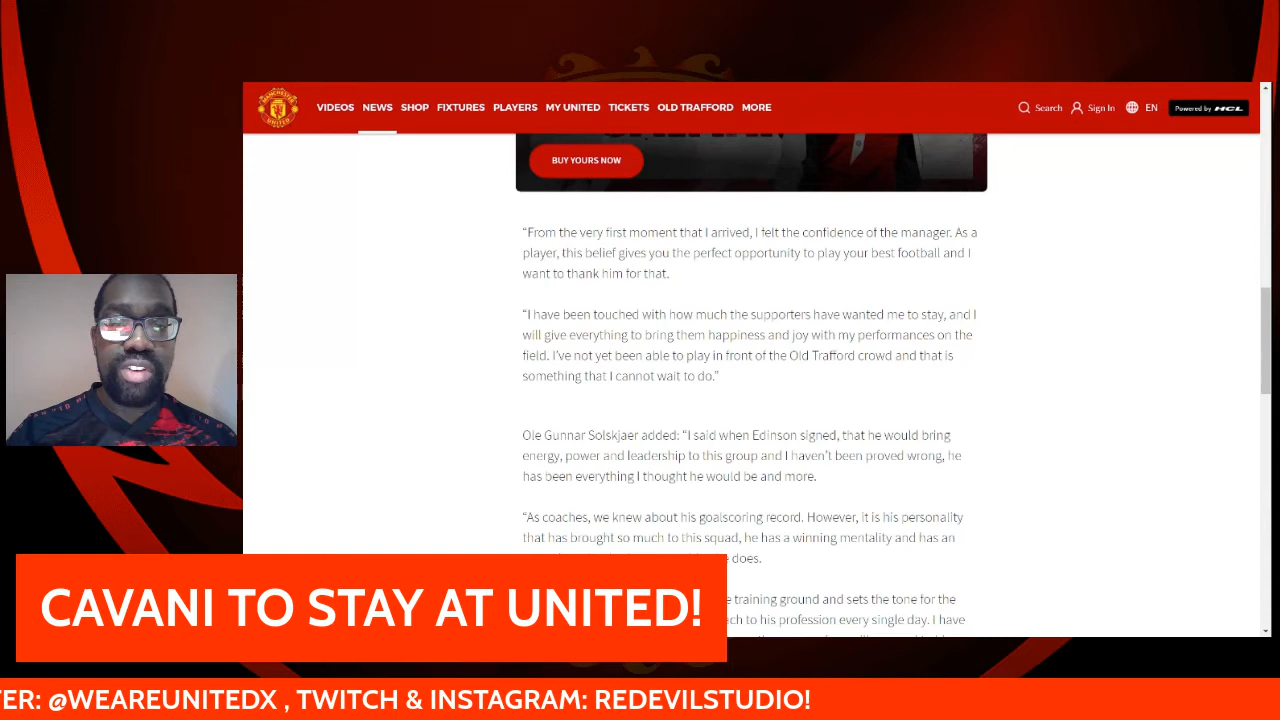 VIDEOS NEWS SHOP FIXTURES PLAYERS MY UNITED TICKETS OLD TRAFFORD MORE Search Sign In EN Powered by HCL
MANCHESTER
UNITED
BUY YOURS NOW
“From the very first moment that I arrived, I felt the confidence of the manager. As a
player, this belief gives you the perfect opportunity to play your best football and I
want to thank him for that.
“I have been touched with how much the supporters have wanted me to stay, and I
will give everything to bring them happiness and joy with my performances on the
field. I’ve not yet been able to play in front of the Old Trafford crowd and that is
something that I cannot wait to do.”
Ole Gunnar Solskjaer added: “I said when Edinson signed, that he would bring
energy, power and leadership to this group and I haven’t been proved wrong, he
has been everything I thought he would be and more.
“As coaches, we knew about his goalscoring record. However, it is his personality
that has brought so much to this squad, he has a winning mentality and has an
does.
training ground and sets the tone for the
to his profession every single day. I have
CAVANI TO STAY AT UNITED!
TER: @WEAREUNITEDX , TWITCH & INSTAGRAM: REDEVILSTUDIO!